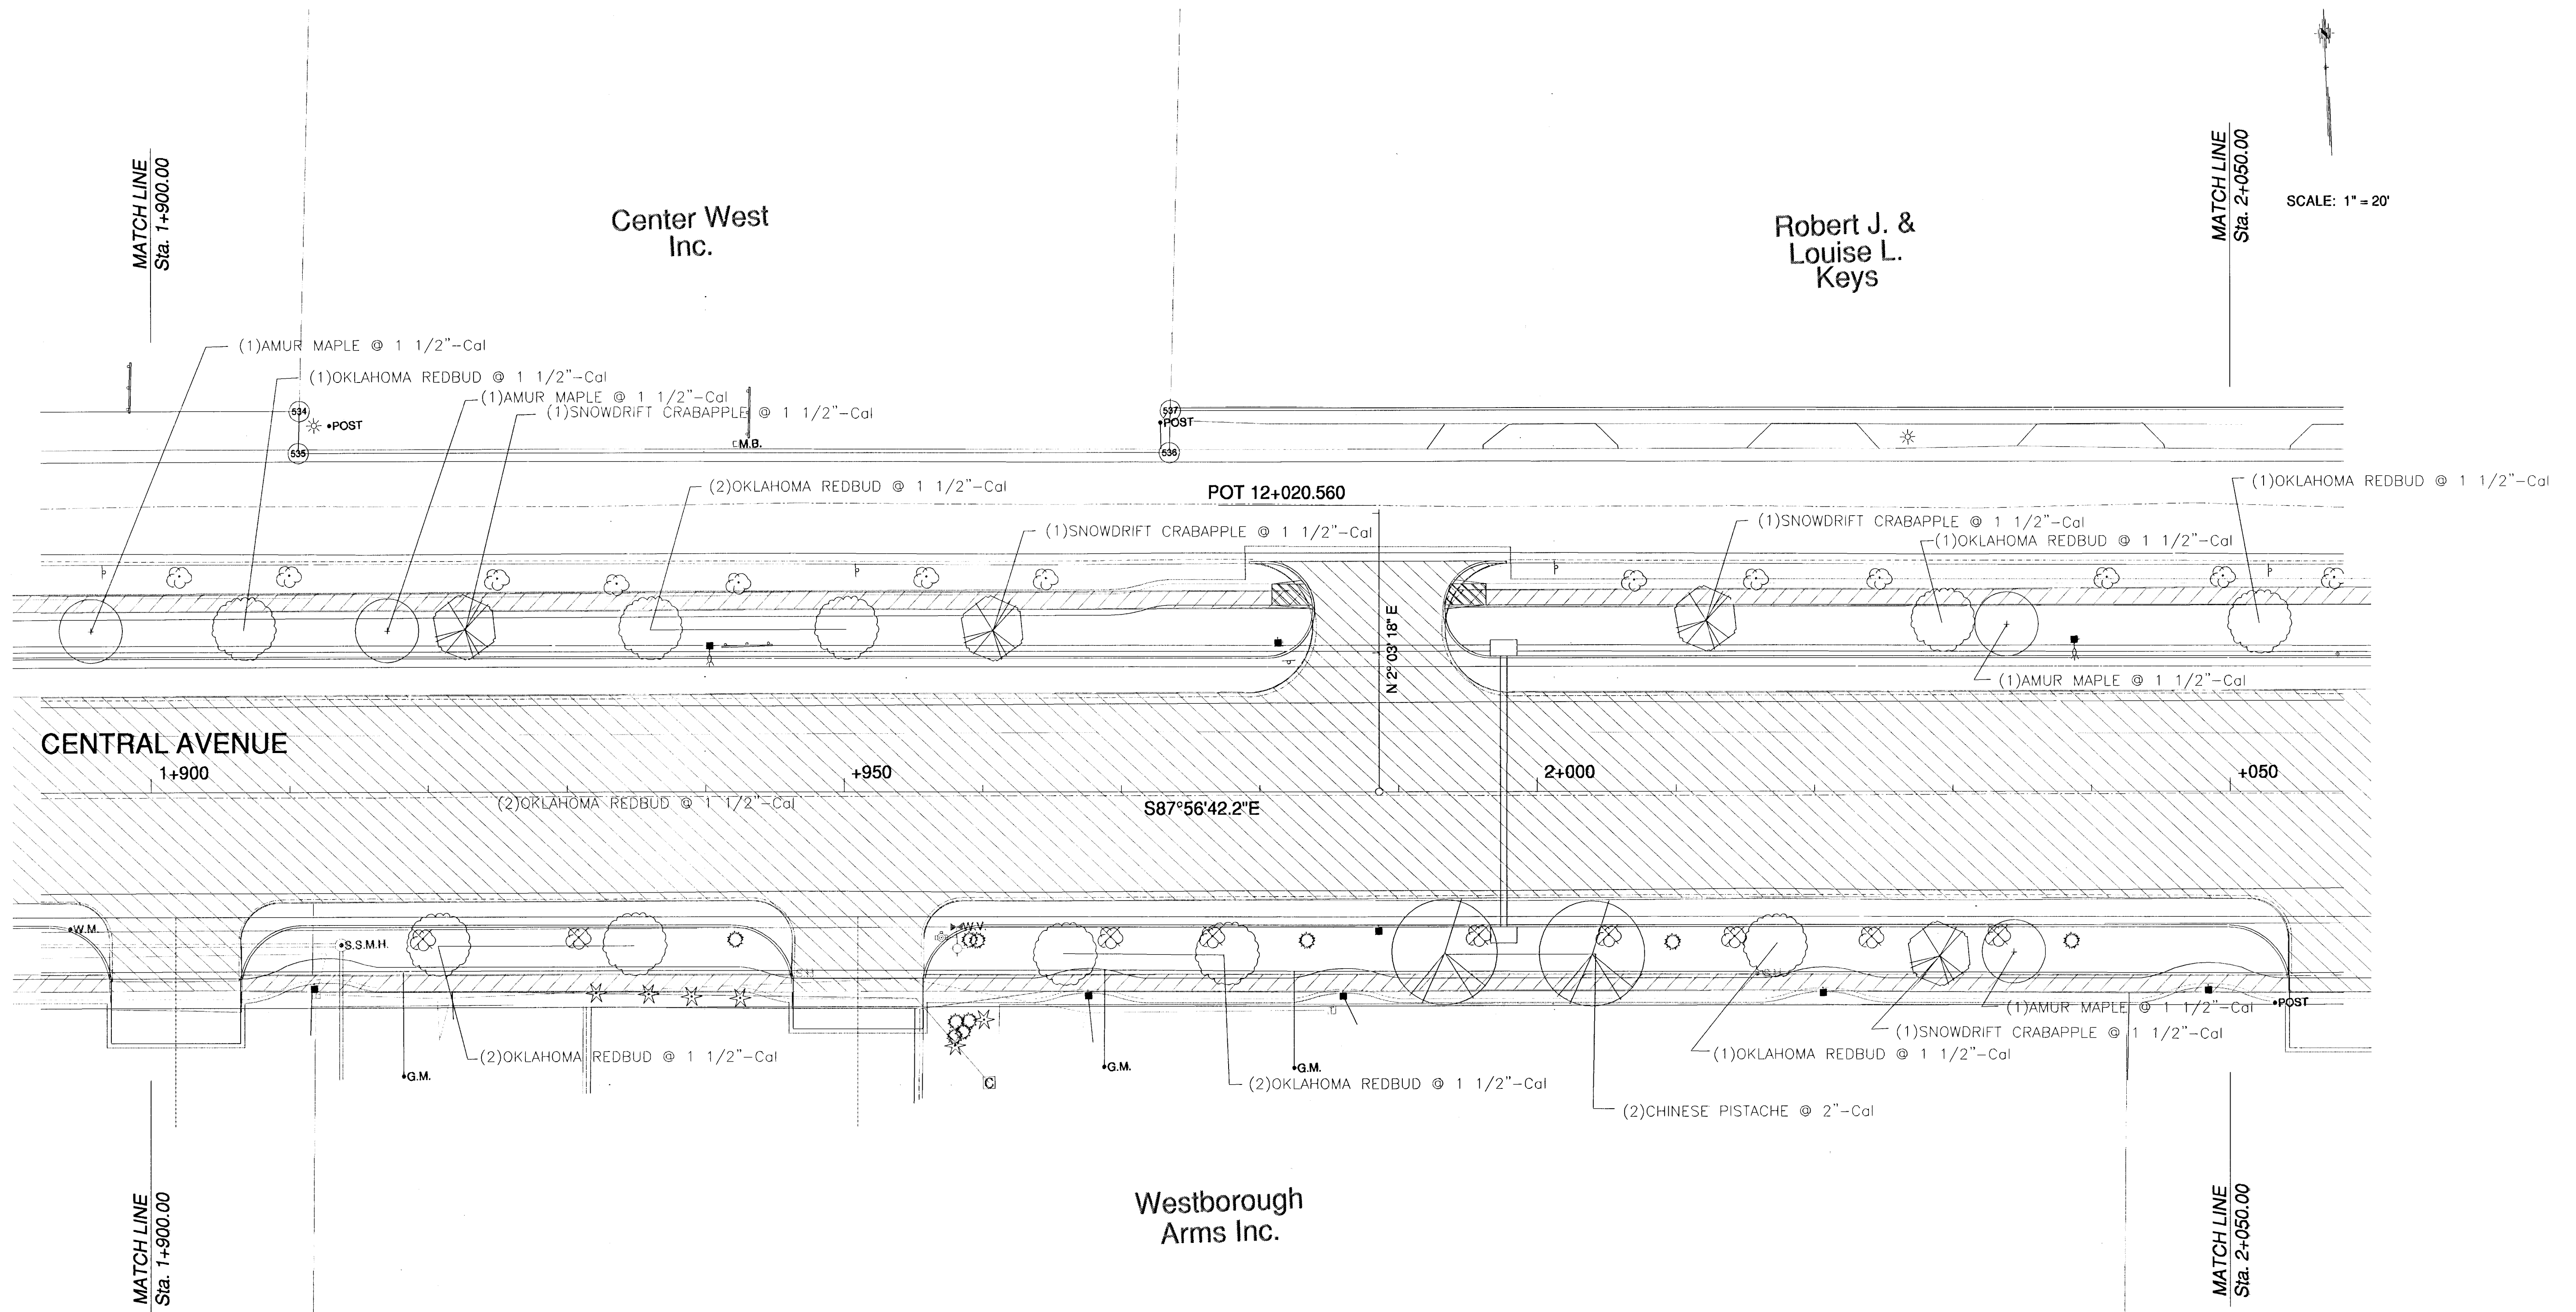 MATCH LINE
Sta. 1+900.00
Center West
Inc.
Robert J. &
Louise L.
Keys
MATCH LINE
Sta. 2+050.00
SCALE: 1" = 20'
(1)AMUR MAPLE @ 1 1/2"-Cal
(1)OKLAHOMA REDBUD @ 1 1/2"-Cal
(1)AMUR MAPLE @ 1 1/2"-Cal
(1)SNOWDRIFT CRABAPPLE @ 1 1/2"-Cal
534
POST
535
M.B.
537
POST
536
(2)OKLAHOMA REDBUD @ 1 1/2"-Cal
POT 12+020.560
(1)OKLAHOMA REDBUD @ 1 1/2"-Cal
(1)SNOWDRIFT CRABAPPLE @ 1 1/2"-Cal
(1)SNOWDRIFT CRABAPPLE @ 1 1/2"-Cal
(1)OKLAHOMA REDBUD @ 1 1/2"-Cal
N 2° 03' 18" E
(1)AMUR MAPLE @ 1 1/2"-Cal
CENTRAL AVENUE
1+900
+950
2+000
+050
(2)OKLAHOMA REDBUD @ 1 1/2"-Cal
S87°56'42.2"E
W.M.
S.S.M.H.
W.V.
POST
(1)AMUR MAPLE @ 1 1/2"-Cal
(1)SNOWDRIFT CRABAPPLE @ 1 1/2"-Cal
(1)OKLAHOMA REDBUD @ 1 1/2"-Cal
(2)OKLAHOMA REDBUD @ 1 1/2"-Cal
G.M.
G.M.
G.M.
C
(2)OKLAHOMA REDBUD @ 1 1/2"-Cal
(2)CHINESE PISTACHE @ 2"-Cal
MATCH LINE
Sta. 1+900.00
Westborough
Arms Inc.
MATCH LINE
Sta. 2+050.00